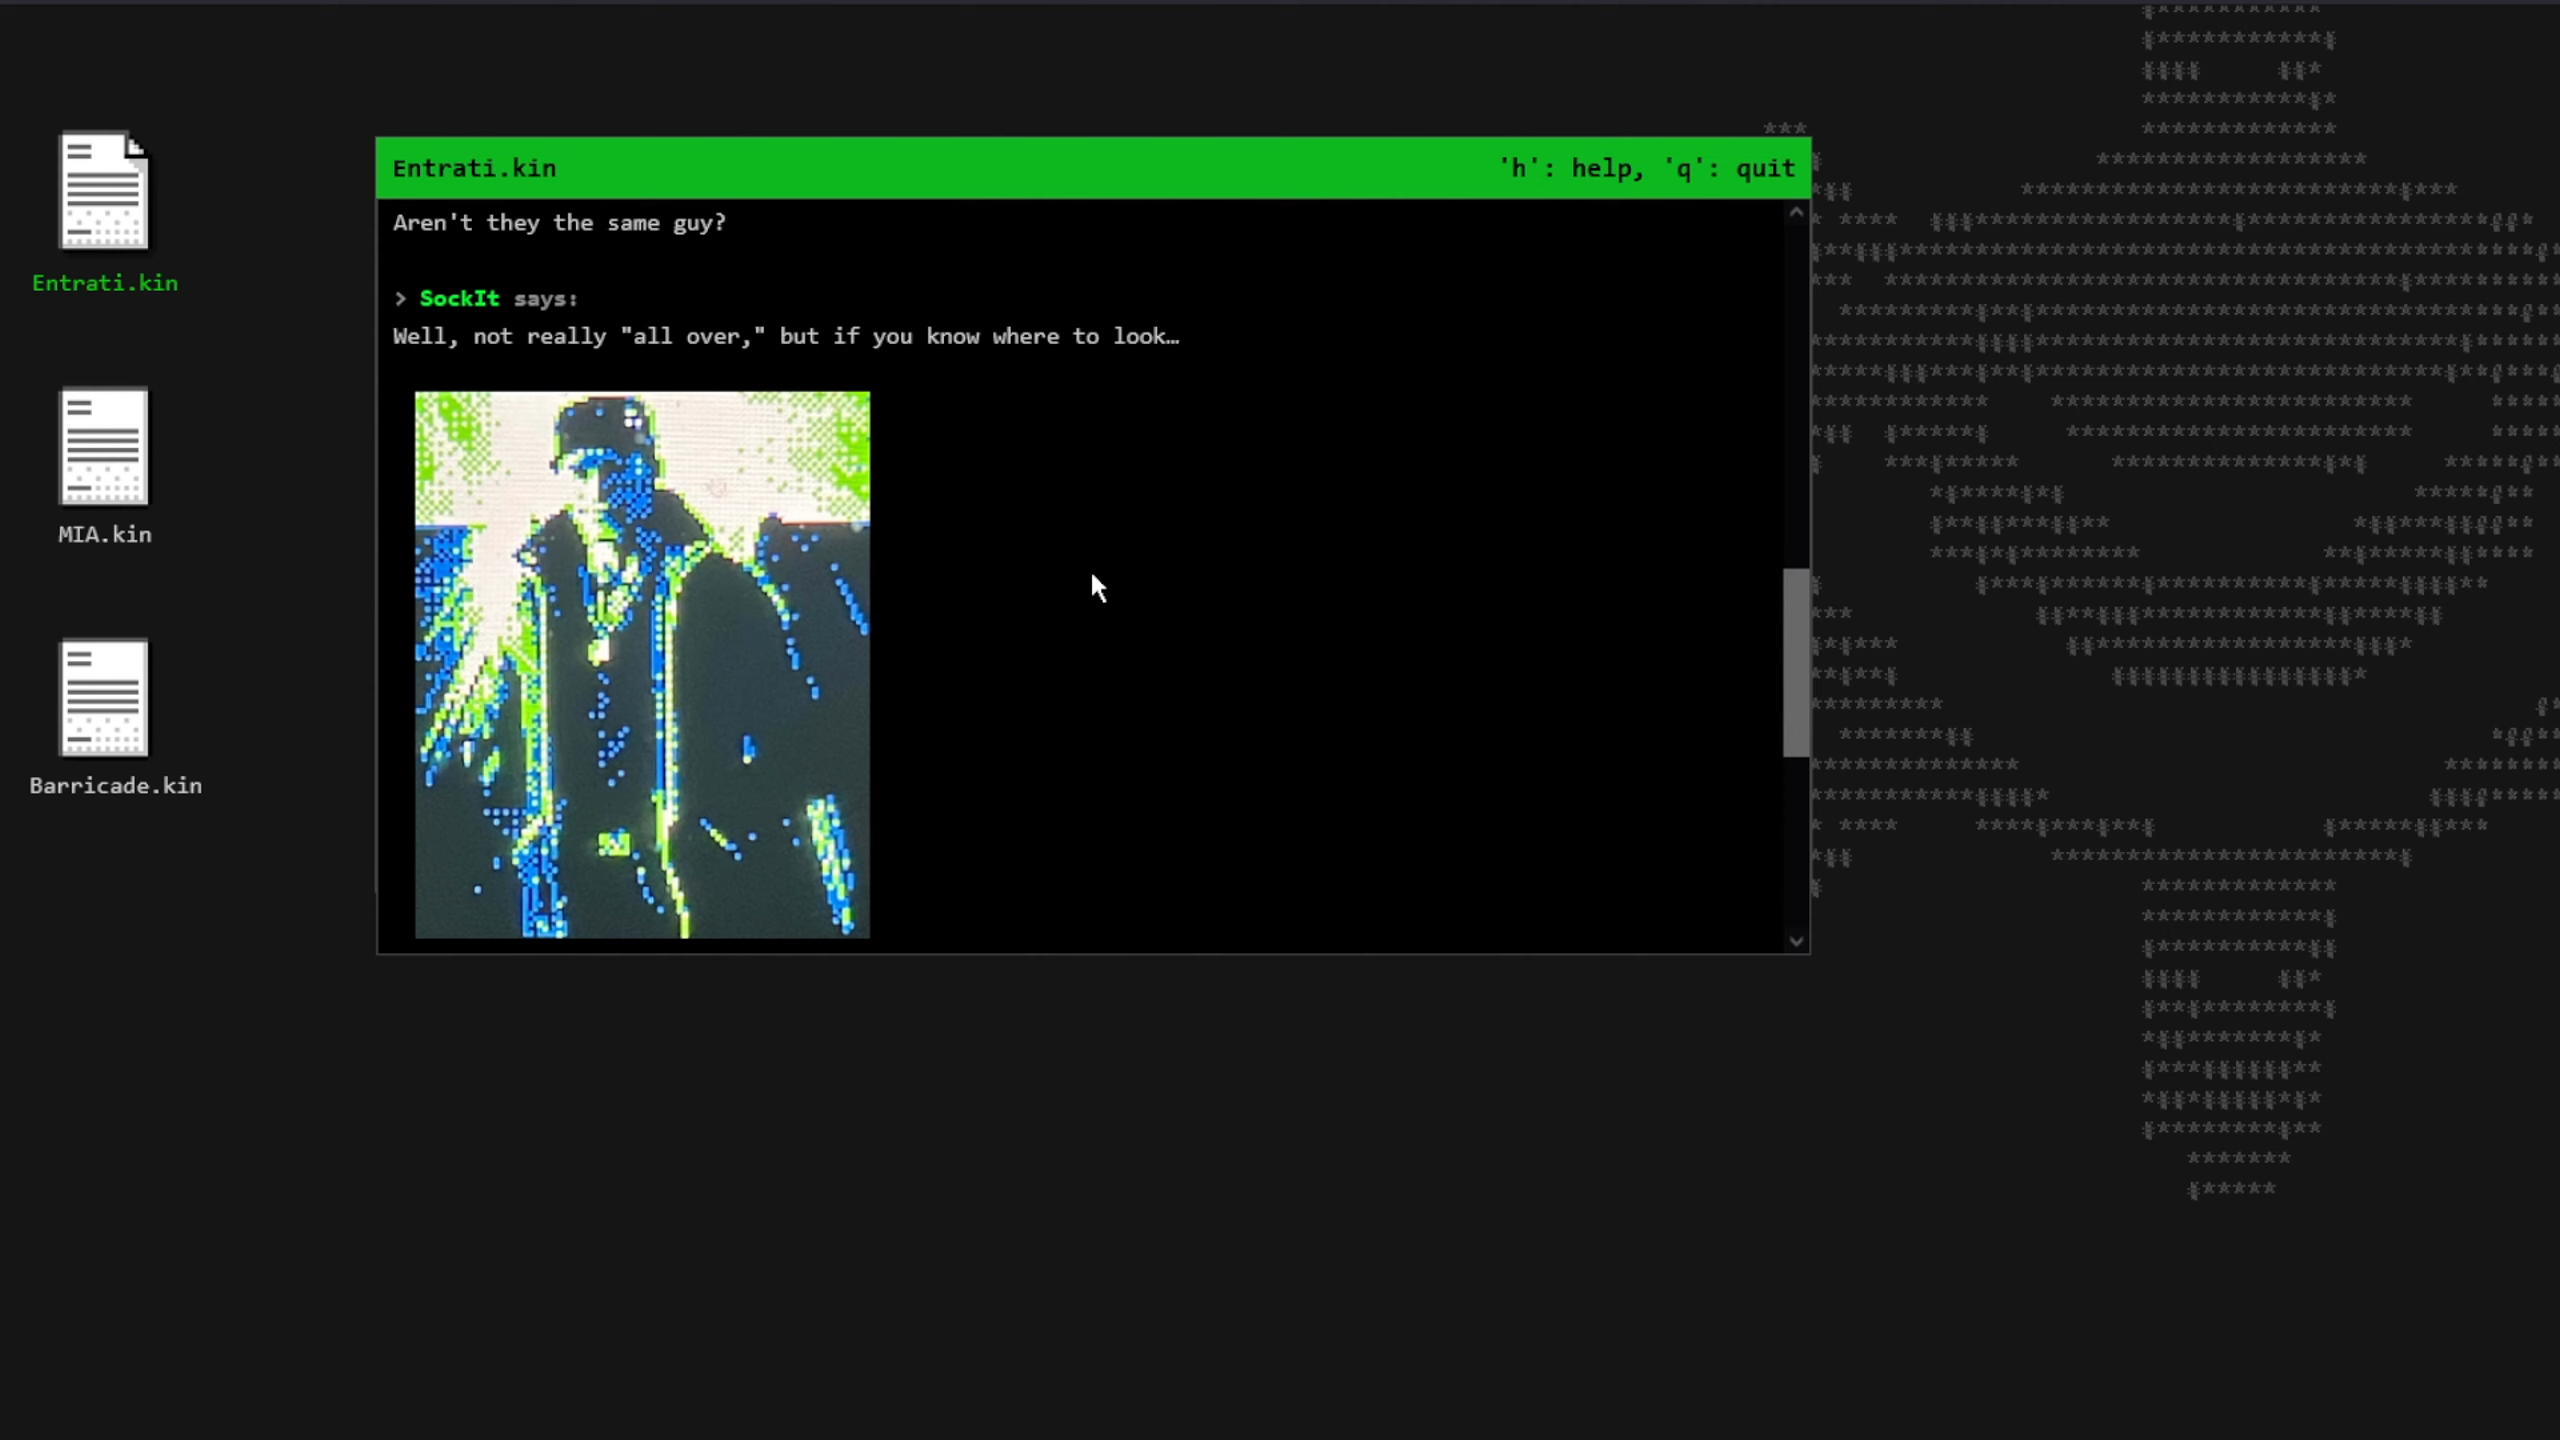 Entrati.kin
MIA.kin
Barricade.kin
Entrati.kin 'h': help, 'q': quit
Aren't they the same guy?
> SockIt says:
Well, not really "all over," but if you know where to look…